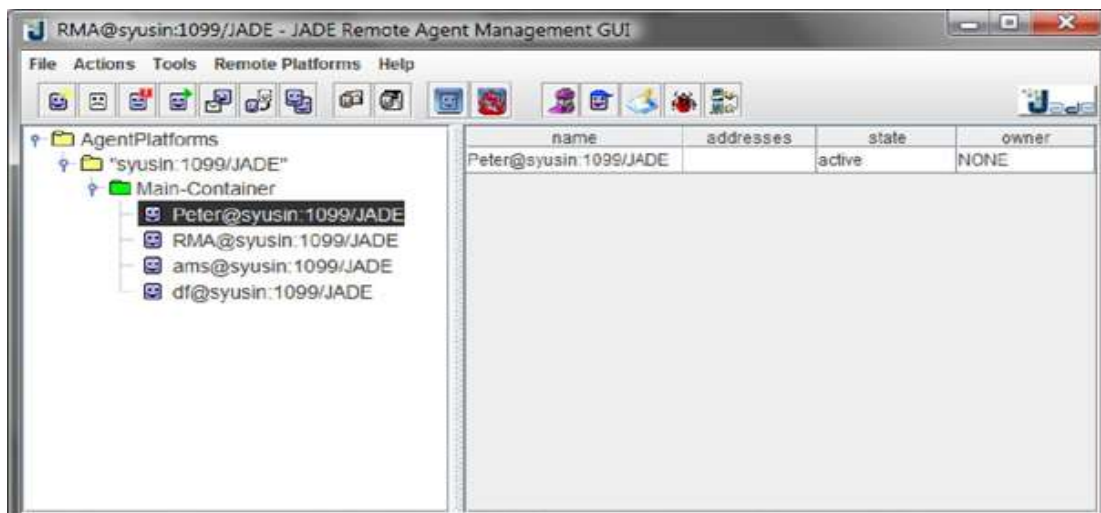 RMA@syusin:1099/JADE - JADE Remote Agent Management GUI
File Actions Tools Remote Platforms Help
Jade
AgentPlatforms
"syusin:1099/JADE"
Main-Container
Peter@syusin:1099/JADE
RMA@syusin:1099/JADE
ams@syusin:1099/JADE
df@syusin:1099/JADE
name addresses state owner
Peter@syusin:1099/JADE active NONE